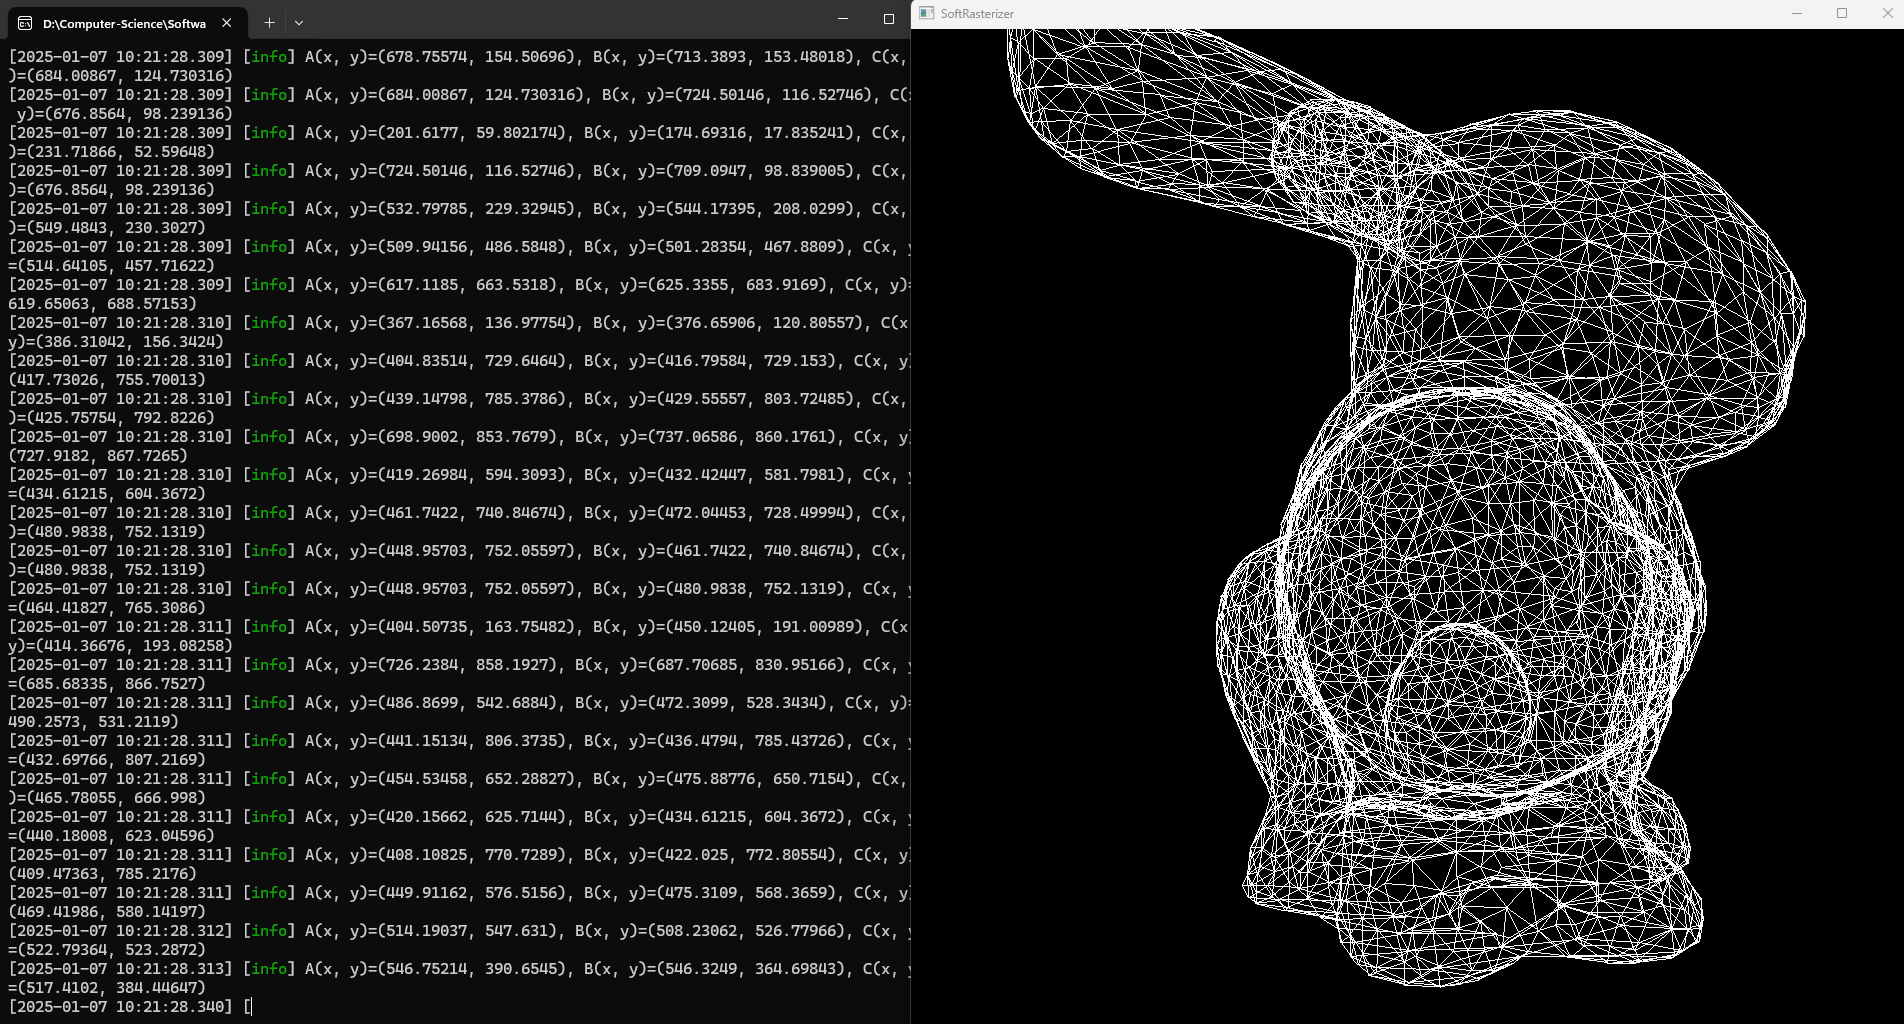 D:\Computer-Science\Softwa
[2025-01-07 10:21:28.309] [info] A(x, y)=(678.75574, 154.50696), B(x, y)=(713.3893, 153.48018), C(x,
)=(684.00867, 124.730316)
[2025-01-07 10:21:28.309] [info] A(x, y)=(684.00867, 124.730316), B(x, y)=(724.50146, 116.52746), C(
y)=(676.8564, 98.239136)
[2025-01-07 10:21:28.309] [info] A(x, y)=(201.6177, 59.802174), B(x, y)=(174.69316, 17.835241), C(x,
)=(231.71866, 52.59648)
[2025-01-07 10:21:28.309] [info] A(x, y)=(724.50146, 116.52746), B(x, y)=(709.0947, 98.839005), C(x,
)=(676.8564, 98.239136)
[2025-01-07 10:21:28.309] [info] A(x, y)=(532.79785, 229.32945), B(x, y)=(544.17395, 208.0299), C(x,
)=(549.4843, 230.3027)
[2025-01-07 10:21:28.309] [info] A(x, y)=(509.94156, 486.5848), B(x, y)=(501.28354, 467.8809), C(x, y
=(514.64105, 457.71622)
[2025-01-07 10:21:28.309] [info] A(x, y)=(617.1185, 663.5318), B(x, y)=(625.3355, 683.9169), C(x, y)=
619.65063, 688.57153)
[2025-01-07 10:21:28.310] [info] A(x, y)=(367.16568, 136.97754), B(x, y)=(376.65906, 120.80557), C(x
y)=(386.31042, 156.3424)
[2025-01-07 10:21:28.310] [info] A(x, y)=(404.83514, 729.6464), B(x, y)=(416.79584, 729.153), C(x, y)
(417.73026, 755.70013)
[2025-01-07 10:21:28.310] [info] A(x, y)=(439.14798, 785.3786), B(x, y)=(429.55557, 803.72485), C(x,
)=(425.75754, 792.8226)
[2025-01-07 10:21:28.310] [info] A(x, y)=(698.9002, 853.7679), B(x, y)=(737.06586, 860.1761), C(x, y)
(727.9182, 867.7265)
[2025-01-07 10:21:28.310] [info] A(x, y)=(419.26984, 594.3093), B(x, y)=(432.42447, 581.7981), C(x, y
=(434.61215, 604.3672)
[2025-01-07 10:21:28.310] [info] A(x, y)=(461.7422, 740.84674), B(x, y)=(472.04453, 728.49994), C(x,
)=(480.9838, 752.1319)
[2025-01-07 10:21:28.310] [info] A(x, y)=(448.95703, 752.05597), B(x, y)=(461.7422, 740.84674), C(x,
)=(480.9838, 752.1319)
[2025-01-07 10:21:28.310] [info] A(x, y)=(448.95703, 752.05597), B(x, y)=(480.9838, 752.1319), C(x, y
=(464.41827, 765.3086)
[2025-01-07 10:21:28.311] [info] A(x, y)=(404.50735, 163.75482), B(x, y)=(450.12405, 191.00989), C(x
y)=(414.36676, 193.08258)
[2025-01-07 10:21:28.311] [info] A(x, y)=(726.2384, 858.1927), B(x, y)=(687.70685, 830.95166), C(x, y
=(685.68335, 866.7527)
[2025-01-07 10:21:28.311] [info] A(x, y)=(486.8699, 542.6884), B(x, y)=(472.3099, 528.3434), C(x, y)=
490.2573, 531.2119)
[2025-01-07 10:21:28.311] [info] A(x, y)=(441.15134, 806.3735), B(x, y)=(436.4794, 785.43726), C(x, y
=(432.69766, 807.2169)
[2025-01-07 10:21:28.311] [info] A(x, y)=(454.53458, 652.28827), B(x, y)=(475.88776, 650.7154), C(x,
)=(465.78055, 666.998)
[2025-01-07 10:21:28.311] [info] A(x, y)=(420.15662, 625.7144), B(x, y)=(434.61215, 604.3672), C(x, y
=(440.18008, 623.04596)
[2025-01-07 10:21:28.311] [info] A(x, y)=(408.10825, 770.7289), B(x, y)=(422.025, 772.80554), C(x, y)
(409.47363, 785.2176)
[2025-01-07 10:21:28.311] [info] A(x, y)=(449.91162, 576.5156), B(x, y)=(475.3109, 568.3659), C(x, y)
(469.41986, 580.14197)
[2025-01-07 10:21:28.312] [info] A(x, y)=(514.19037, 547.631), B(x, y)=(508.23062, 526.77966), C(x, y
=(522.79364, 523.2872)
[2025-01-07 10:21:28.313] [info] A(x, y)=(546.75214, 390.6545), B(x, y)=(546.3249, 364.69843), C(x, y
=(517.4102, 384.44647)
[2025-01-07 10:21:28.340] [
SoftRasterizer